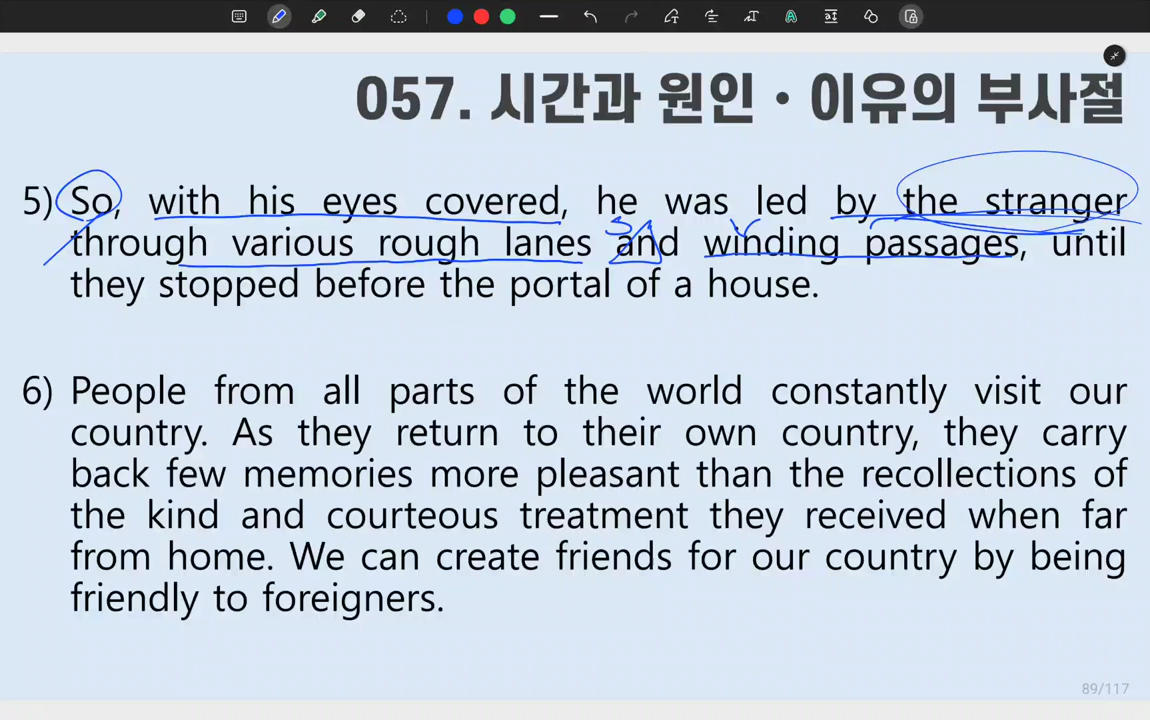 057. 시간과 원인·이유의 부사절
5) So, with his eyes covered, he was led by the stranger
through various rough lanes and winding passages, until
they stopped before the portal of a house.
6) People from all parts of the world constantly visit our
country. As they return to their own country, they carry
back few memories more pleasant than the recollections of
the kind and courteous treatment they received when far
from home. We can create friends for our country by being
friendly to foreigners.
89/117